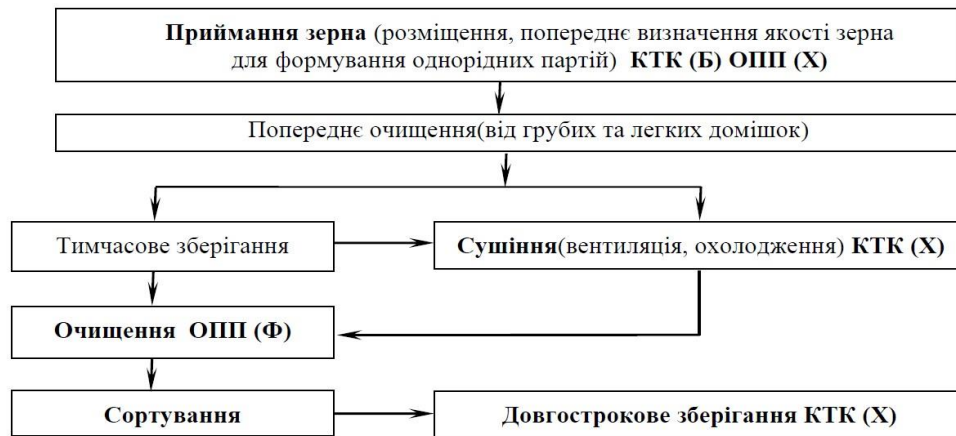 Приймання зерна (розміщення, попереднє визначення якості зерна
для формування однорідних партій) КТК (Б) ОПП (Х)
Попереднє очищення(від грубих та легких домішок)
Тимчасове зберігання
Сушіння(вентиляція, охолодження) КТК (Х)
Очищення ОПП (Ф)
Сортування
Довгострокове зберігання КТК (Х)